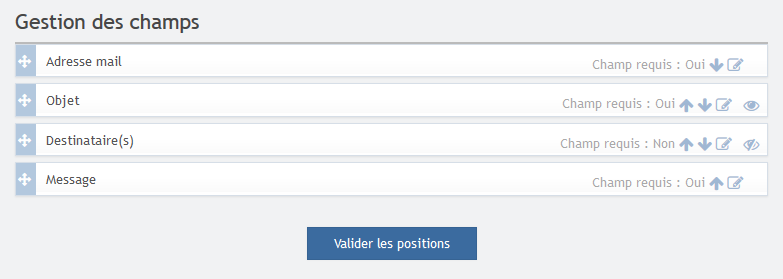 Gestion des champs
Adresse mail Champ requis : Oui
Objet Champ requis : Oui
Destinataire(s) Champ requis : Non
Message Champ requis : Oui
Valider les positions